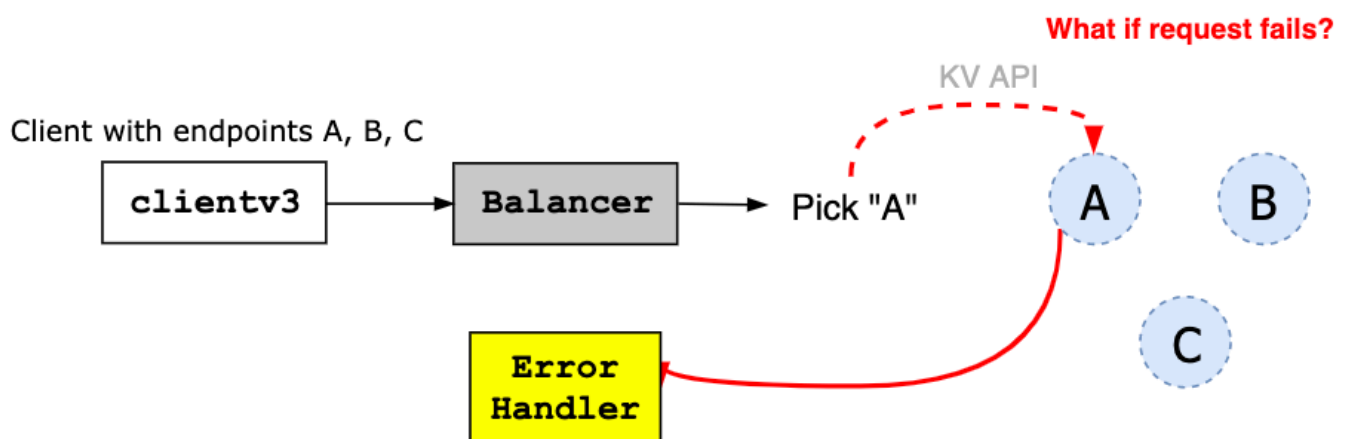 What if request fails?
KV API
Client with endpoints A, B, C
clientv3
Balancer
Pick "A"
A
B
C
Error
Handler